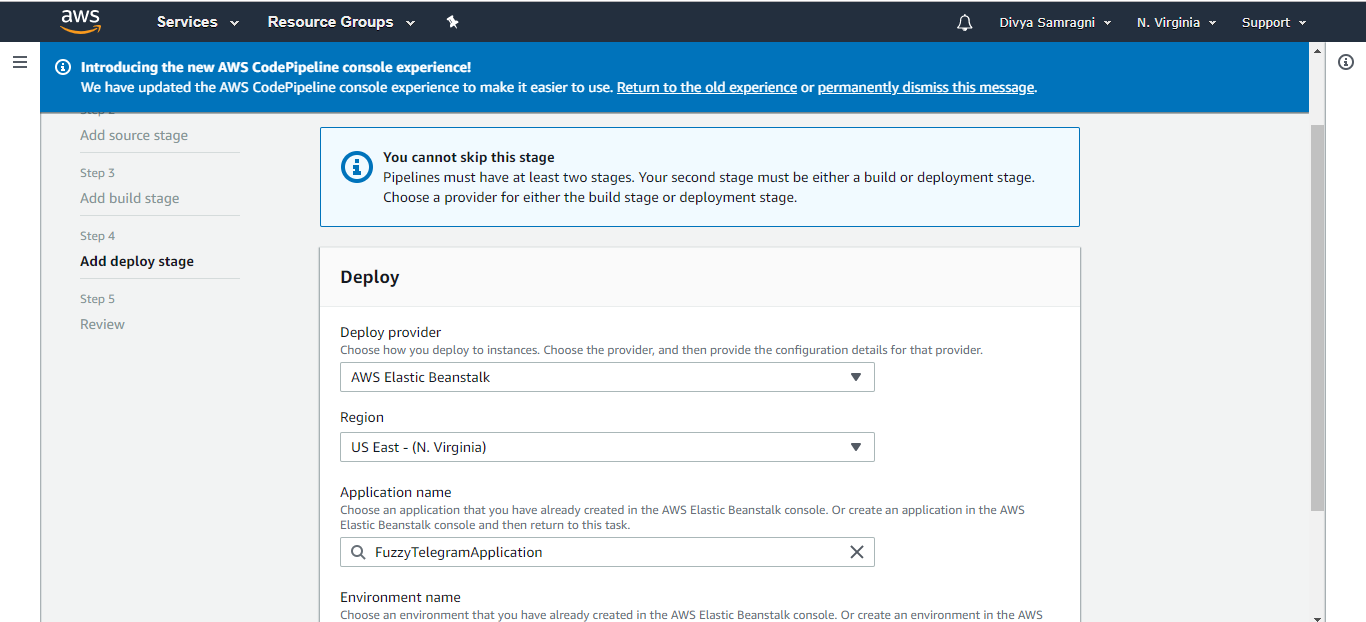 aws
Services
Resource Groups
Divya Samragni
N. Virginia
Support
Introducing the new AWS CodePipeline console experience!
We have updated the AWS CodePipeline console experience to make it easier to use. Return to the old experience or permanently dismiss this message.
Step 2
Add source stage
Step 3
Add build stage
Step 4
Add deploy stage
Step 5
Review
You cannot skip this stage
Pipelines must have at least two stages. Your second stage must be either a build or deployment stage.
Choose a provider for either the build stage or deployment stage.
Deploy
Deploy provider
Choose how you deploy to instances. Choose the provider, and then provide the configuration details for that provider.
AWS Elastic Beanstalk
Region
US East - (N. Virginia)
Application name
Choose an application that you have already created in the AWS Elastic Beanstalk console. Or create an application in the AWS
Elastic Beanstalk console and then return to this task.
FuzzyTelegramApplication
Environment name
Choose an environment that you have already created in the AWS Elastic Beanstalk console. Or create an environment in the AWS